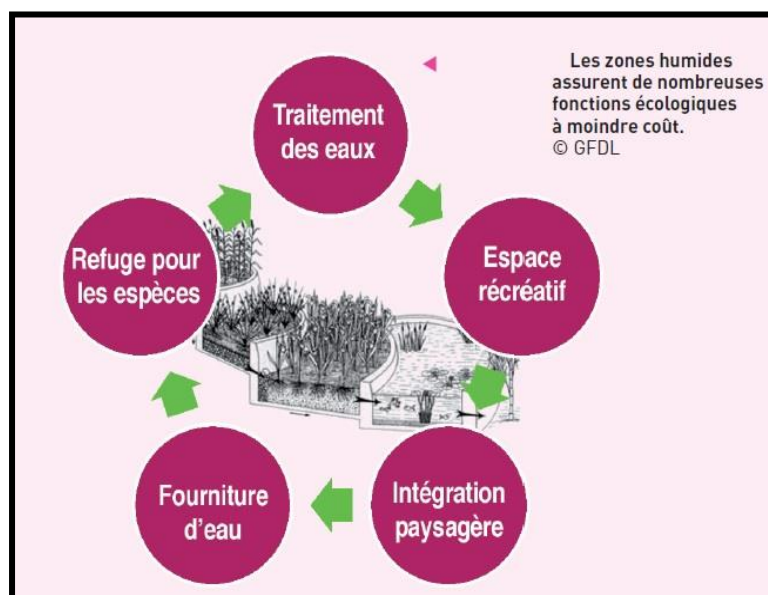 Les zones humides
assurent de nombreuses
fonctions écologiques
à moindre coût.
© GFDL
Traitement
des eaux
Espace
récréatif
Intégration
paysagère
Fourniture
d'eau
Refuge pour
les espèces